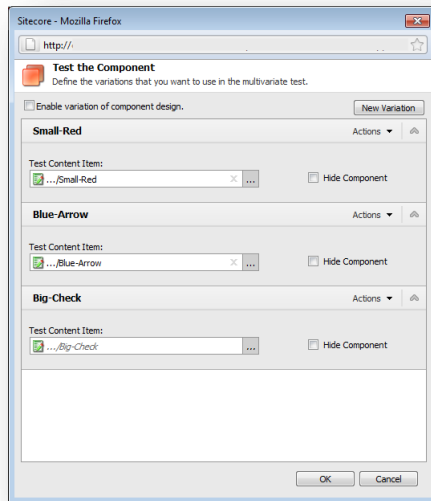 Sitecore - Mozilla Firefox
http://
Test the Component
Define the variations that you want to use in the multivariate test.
Enable variation of component design.
New Variation
Small-Red
Actions
Test Content Item:
.../Small-Red
...
Hide Component
Blue-Arrow
Actions
Test Content Item:
.../Blue-Arrow
...
Hide Component
Big-Check
Actions
Test Content Item:
.../Big-Check
...
Hide Component
OK
Cancel